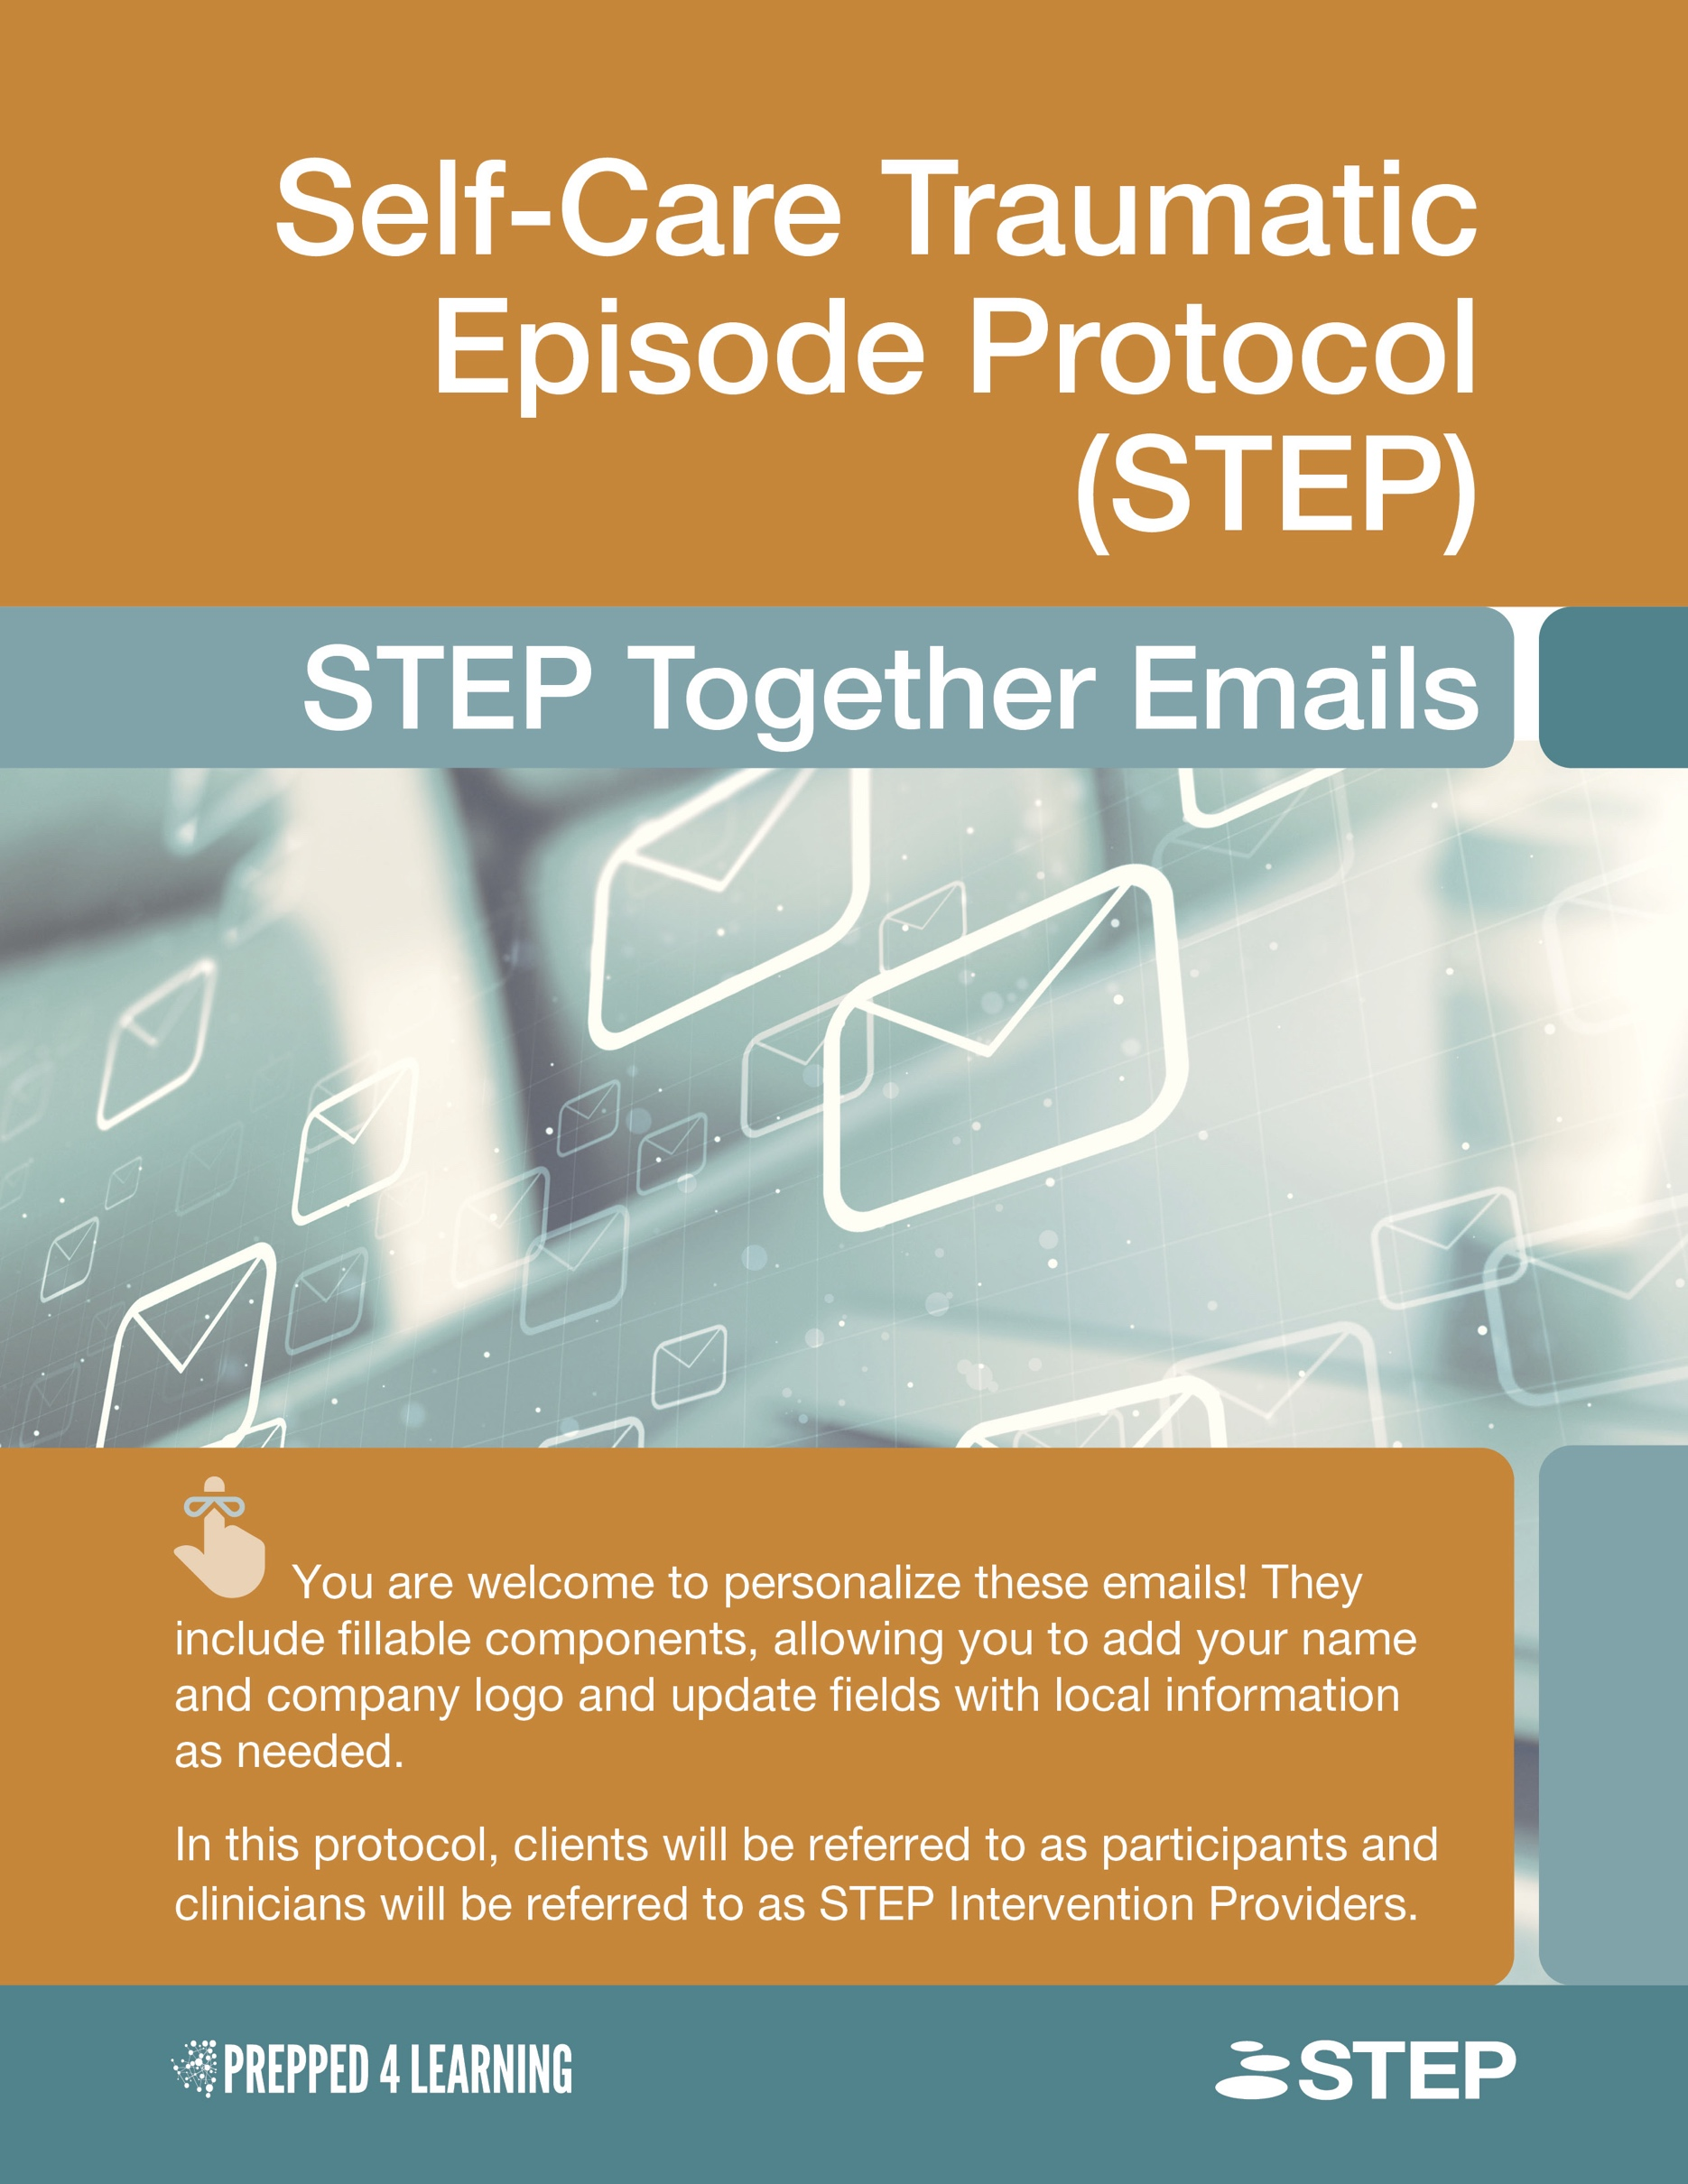 Self-Care Traumatic
Episode Protocol
(STEP)
STEP Together Emails
You are welcome to personalize these emails! They
include fillable components, allowing you to add your name
and company logo and update fields with local information
as needed.
In this protocol, clients will be referred to as participants and
clinicians will be referred to as STEP Intervention Providers.
PREPPED 4 LEARNING
STEP